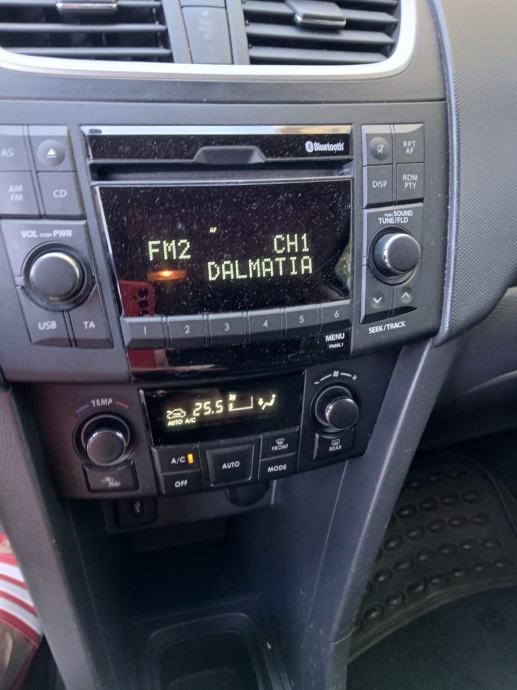 Bluetooth
AS
RPT
AF
AM
FM
CD
DISP
RDM
PTY
VOL PUSH PWR
PUSH SOUND
TUNE/FLD
AF
FM2 CH1
DALMATIA
USB
TA
1 2 3 4 5 6
SEEK/TRACK
MENU
TEMP
25.5
AUTO A/C
A/C
AUTO
FRONT
REAR
OFF
MODE